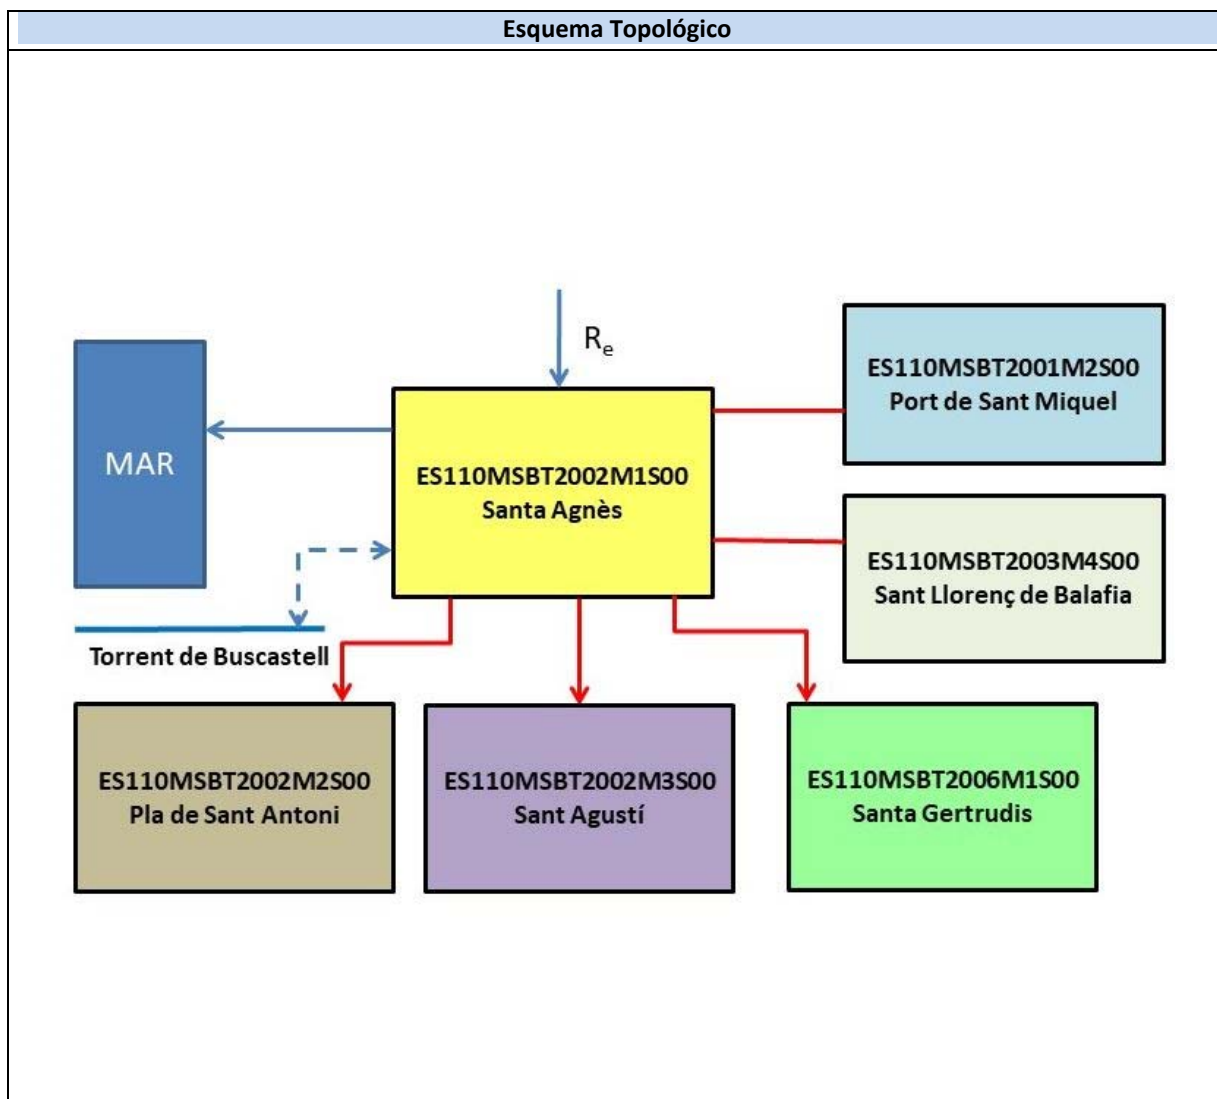 Esquema Topológico
Re
ES110MSBT2001M2S00
Port de Sant Miquel
MAR
ES110MSBT2002M1S00
Santa Agnès
ES110MSBT2003M4S00
Sant Llorenç de Balafia
Torrent de Buscastell
ES110MSBT2002M2S00
Pla de Sant Antoni
ES110MSBT2002M3S00
Sant Agustí
ES110MSBT2006M1S00
Santa Gertrudis